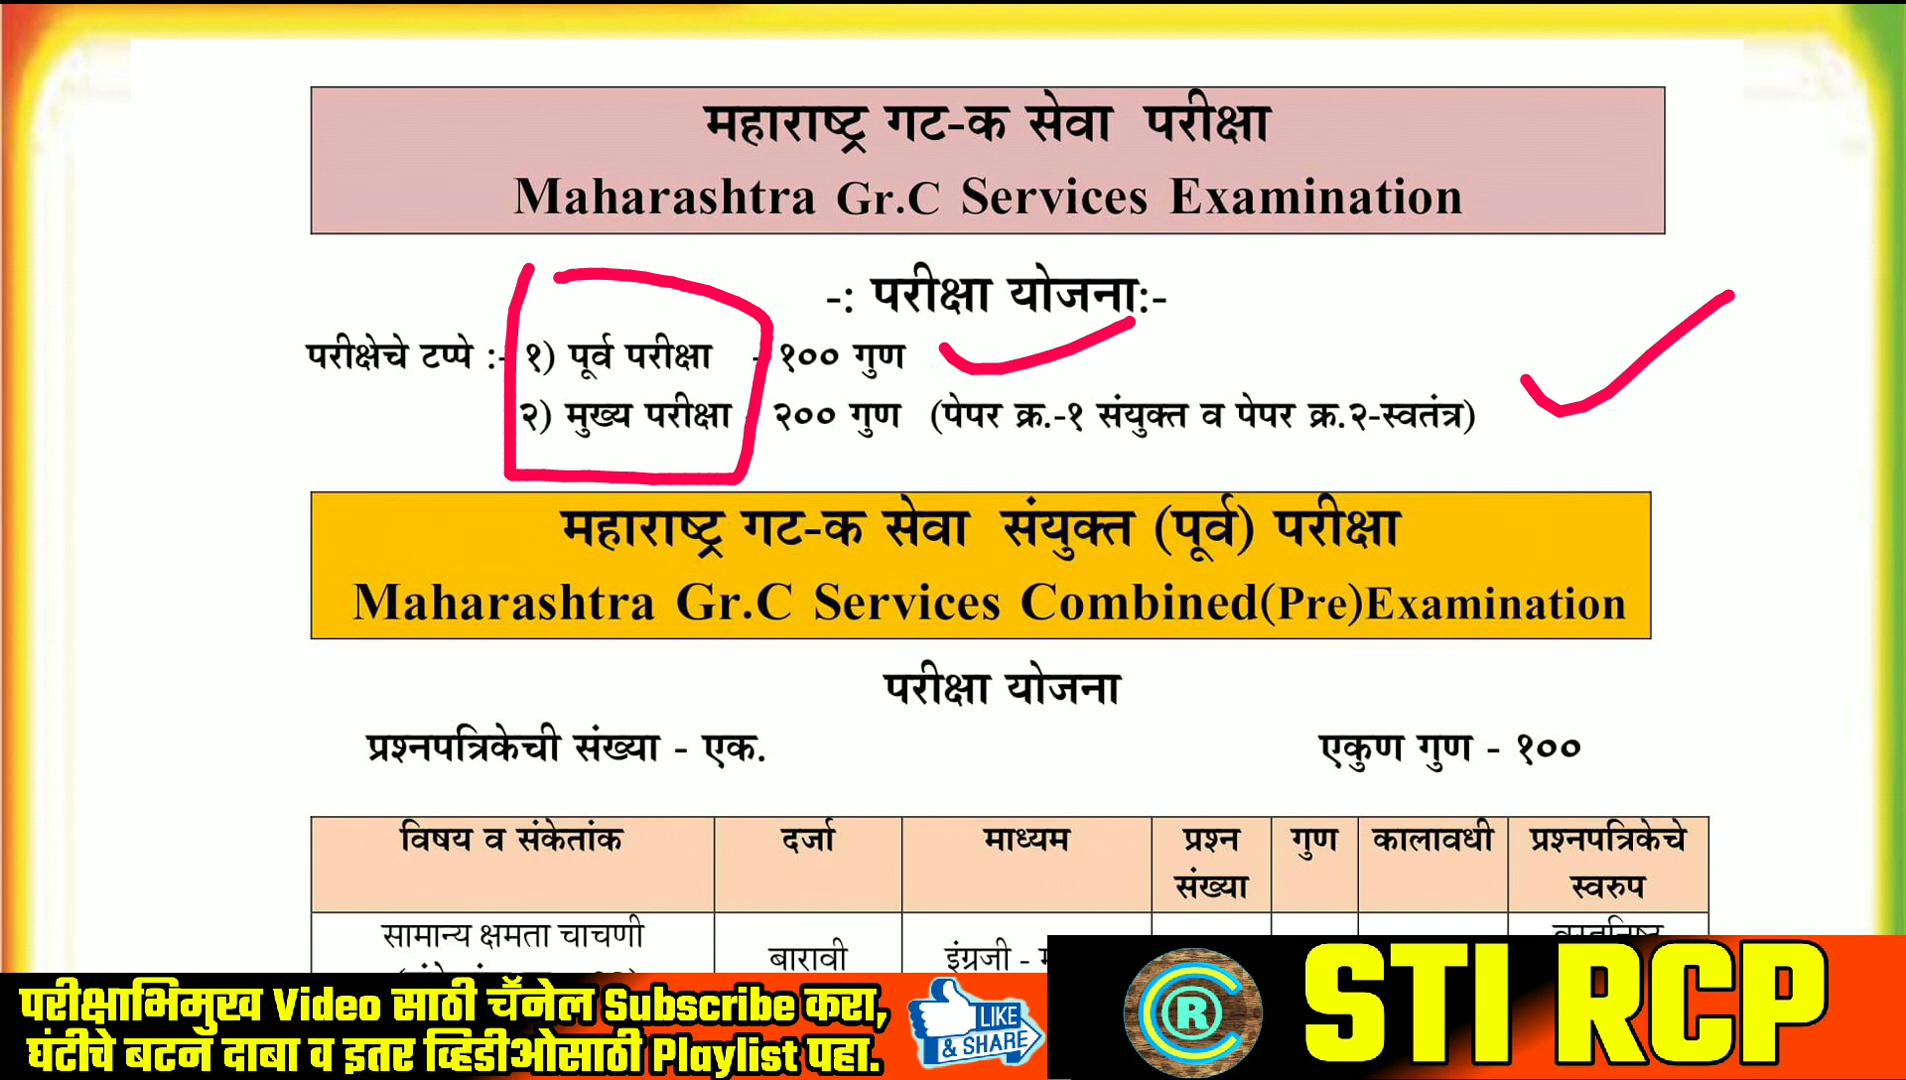 महाराष्ट्र गट-क सेवा परीक्षा
Maharashtra Gr.C Services Examination
-: परीक्षा योजना:-
परीक्षेचे टप्पे :- १) पूर्व परीक्षा - १०० गुण
२) मुख्य परीक्षा - २०० गुण (पेपर क्र.-१ संयुक्त व पेपर क्र.२-स्वतंत्र)
महाराष्ट्र गट-क सेवा संयुक्त (पूर्व) परीक्षा
Maharashtra Gr.C Services Combined(Pre)Examination
परीक्षा योजना
प्रश्नपत्रिकेची संख्या - एक. एकुण गुण - १००
विषय व संकेतांक दर्जा माध्यम प्रश्न संख्या गुण कालावधी प्रश्नपत्रिकेचे स्वरुप
सामान्य क्षमता चाचणी बारावी इंग्रजी -
परीक्षाभिमुख Video साठी चॅनेल Subscribe करा,
घंटीचे बटन दाबा व इतर व्हिडीओसाठी Playlist पहा.
LIKE
& SHARE
R
STI RCP